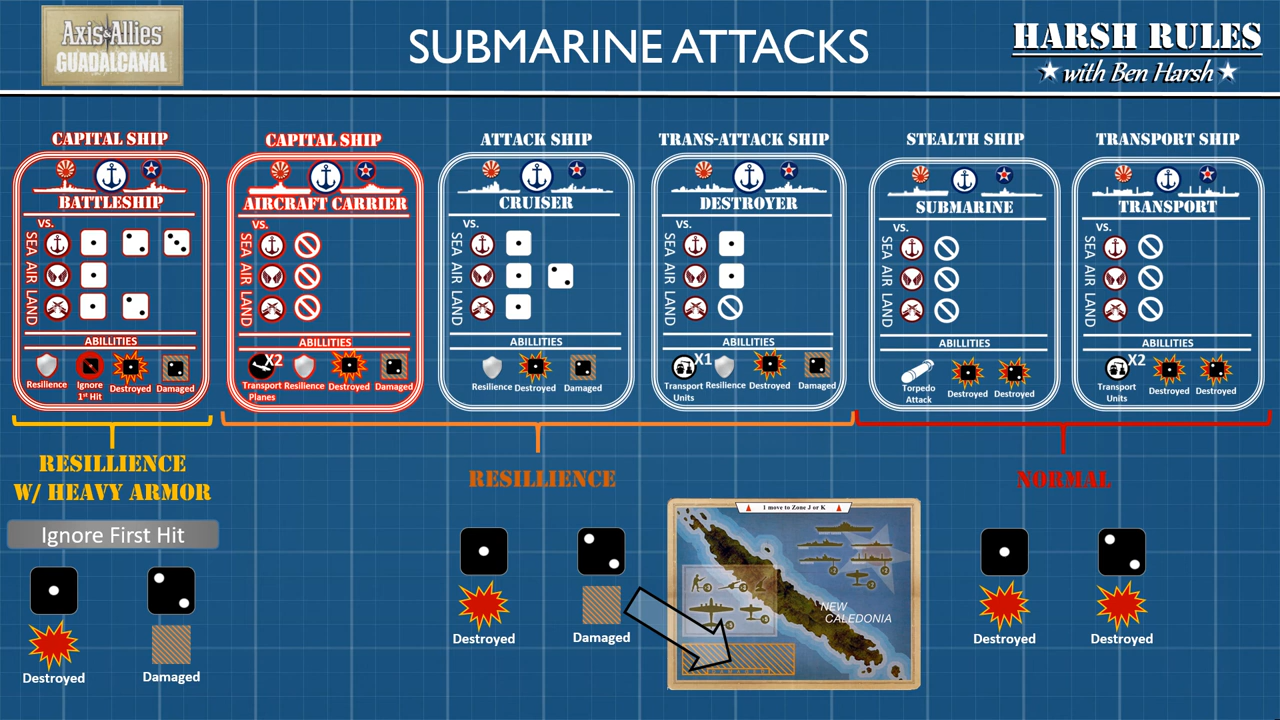 Axis & Allies
GUADALCANAL
SUBMARINE ATTACKS
HARSH RULES
with Ben Harsh
CAPITAL SHIP
BATTLESHIP
VS.
SEA
AIR
LAND
ABILLITIES
Resilience
Ignore
1st Hit
Destroyed
Damaged
CAPITAL SHIP
AIRCRAFT CARRIER
SEA
AIR
LAND
ABILLITIES
X2
Transport
Planes
Resilience
Destroyed
Damaged
ATTACK SHIP
CRUISER
VS.
SEA
AIR
LAND
ABILLITIES
Resilience
Destroyed
Damaged
TRANS-ATTACK SHIP
DESTROYER
VS.
SEA
AIR
LAND
ABILLITIES
X1
Transport
Units
Resilience
Destroyed
Damaged
STEALTH SHIP
SUBMARINE
VS.
SEA
AIR
LAND
ABILLITIES
Torpedo
Attack
Destroyed
Destroyed
TRANSPORT SHIP
TRANSPORT
VS.
SEA
AIR
LAND
ABILLITIES
X2
Transport
Units
Destroyed
Destroyed
RESILLIENCE
W/ HEAVY ARMOR
Ignore First Hit
Destroyed
Damaged
RESILLIENCE
Destroyed
Damaged
1 move to Zone J or K
NEW
CALEDONIA
NORMAL
Destroyed
Destroyed